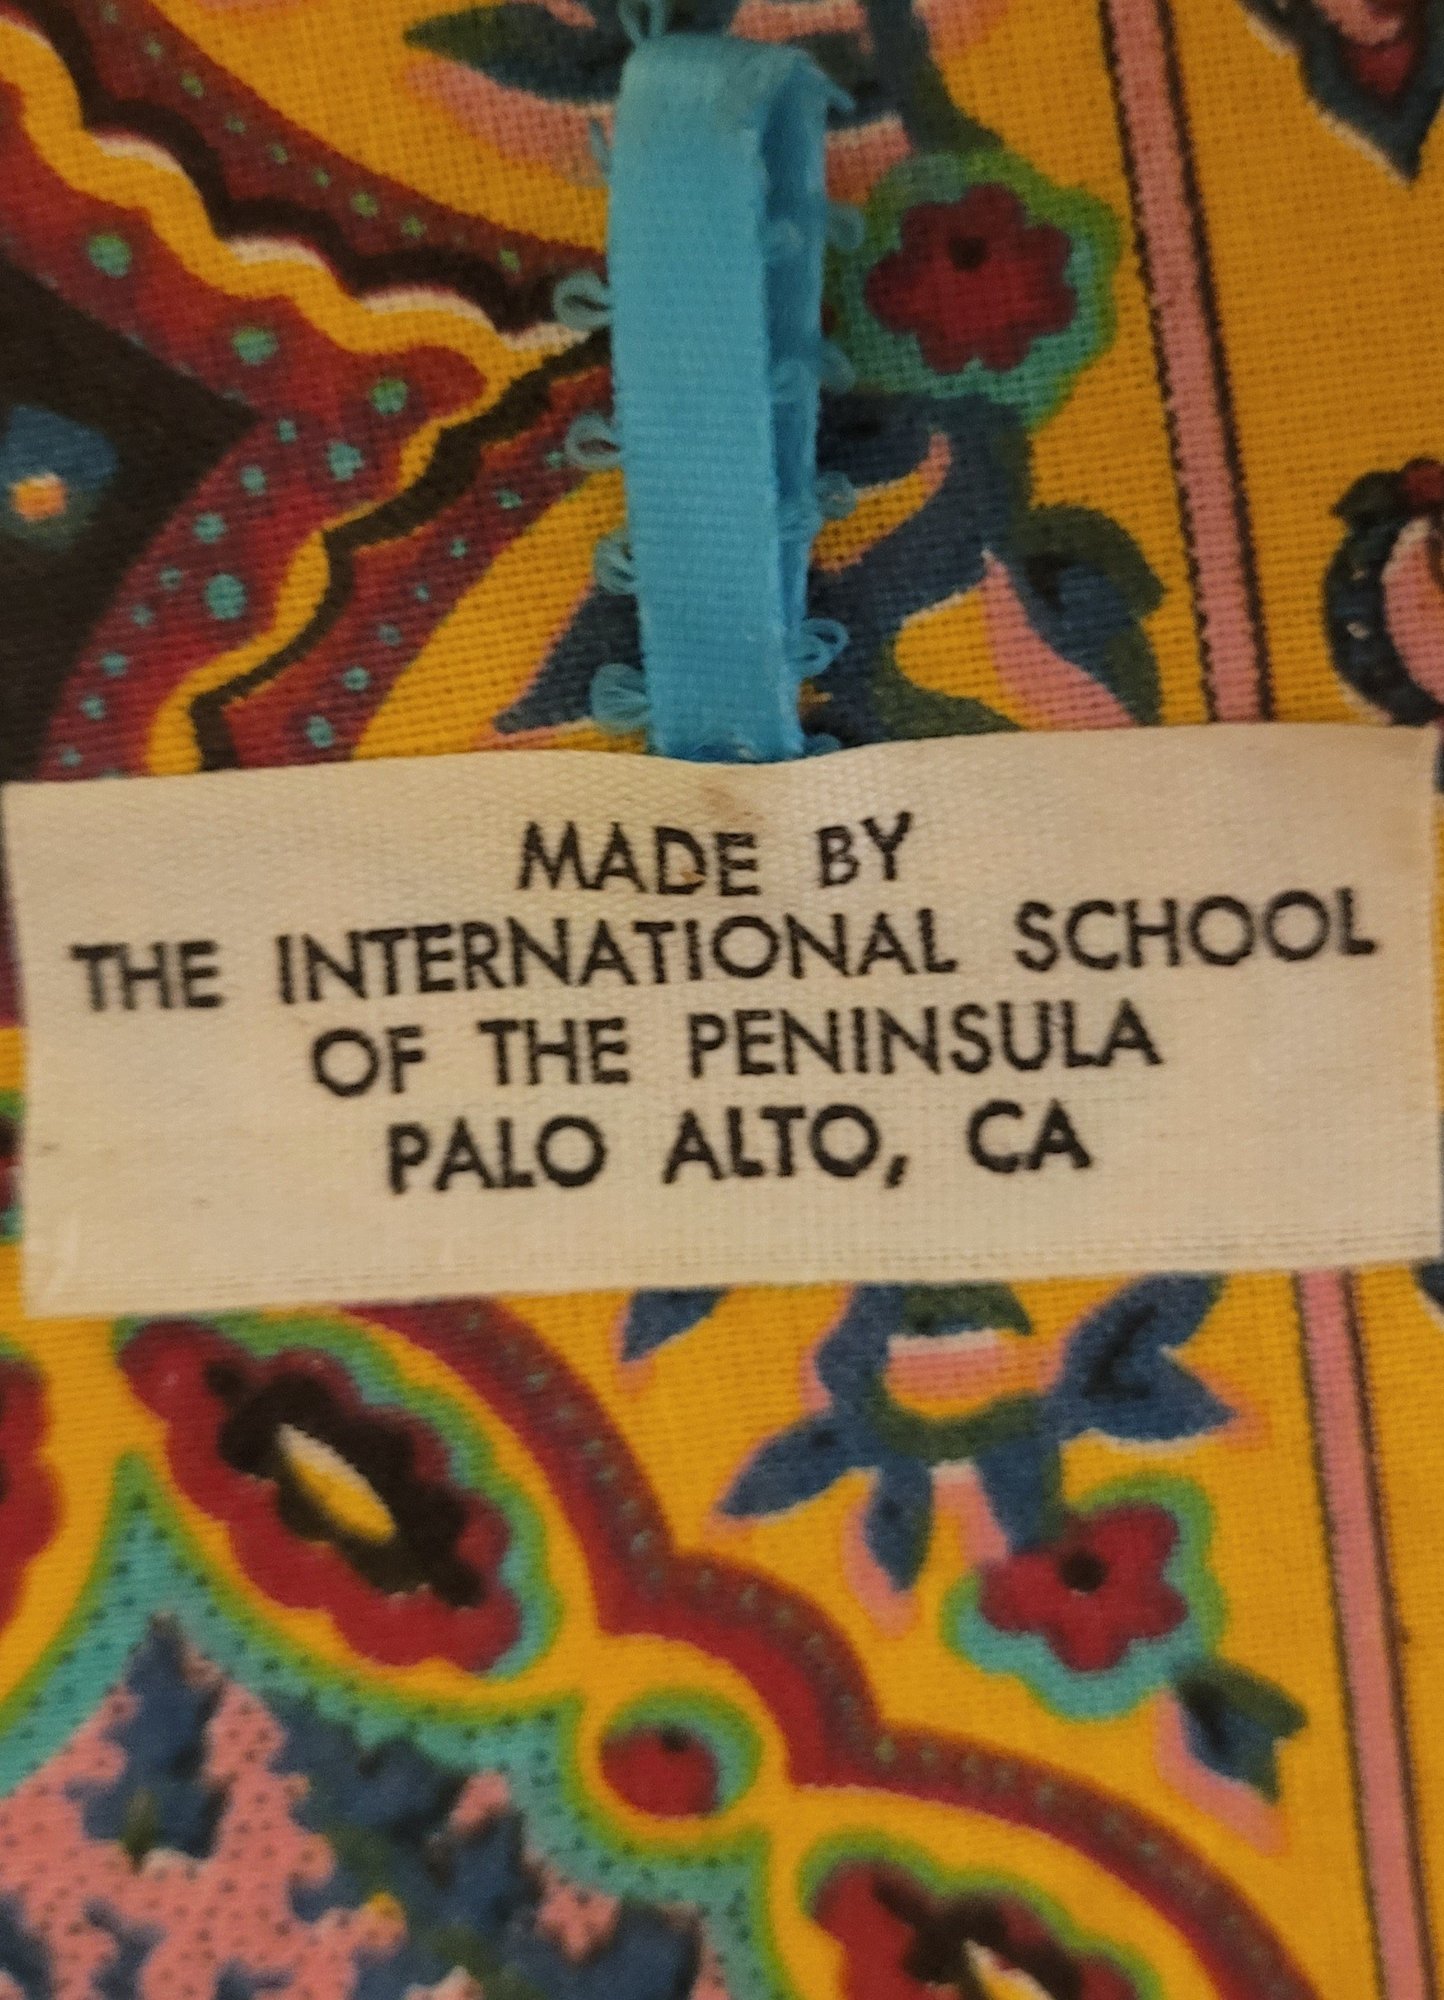 MADE BY
THE INTERNATIONAL SCHOOL
OF THE PENINSULA
PALO ALTO, CA